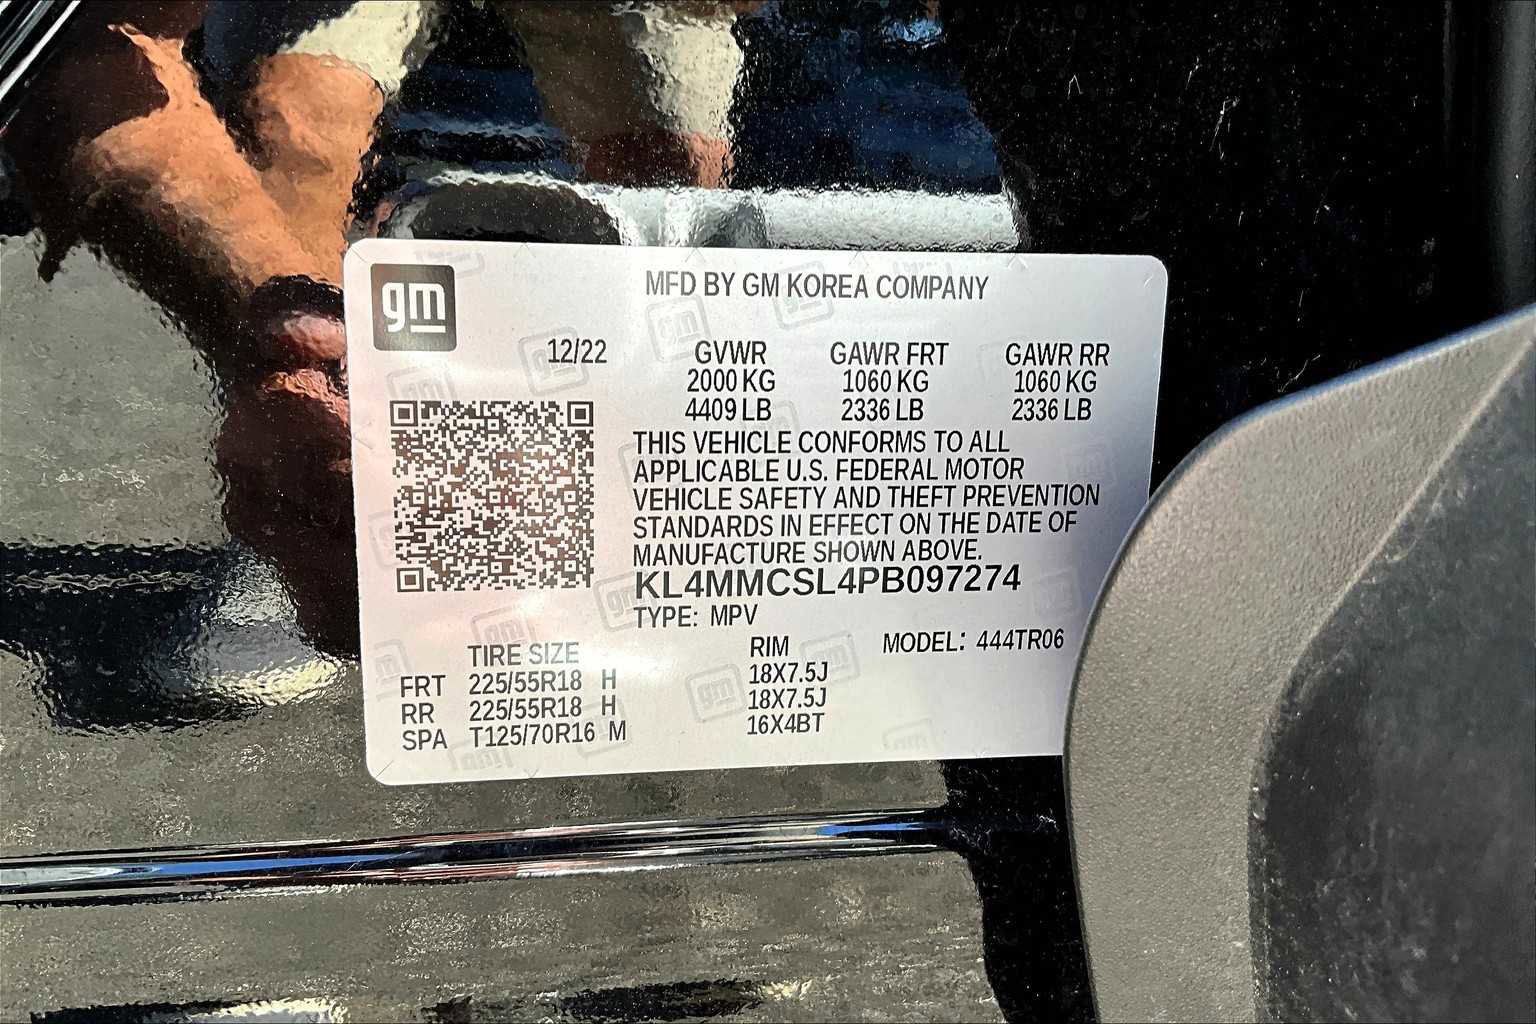 gm
MFD BY GM KOREA COMPANY
12/22 GVWR GAWR FRT GAWR RR
2000 KG 1060 KG 1060 KG
4409 LB 2336 LB 2336 LB
THIS VEHICLE CONFORMS TO ALL
APPLICABLE U.S. FEDERAL MOTOR
VEHICLE SAFETY AND THEFT PREVENTION
STANDARDS IN EFFECT ON THE DATE OF
MANUFACTURE SHOWN ABOVE.
KL4MMCSL4PB097274
TYPE: MPV
TIRE SIZE RIM MODEL: 444TR06
FRT 225/55R18 H 18X7.5J
RR 225/55R18 H 18X7.5J
SPA T125/70R16 M 16X4BT